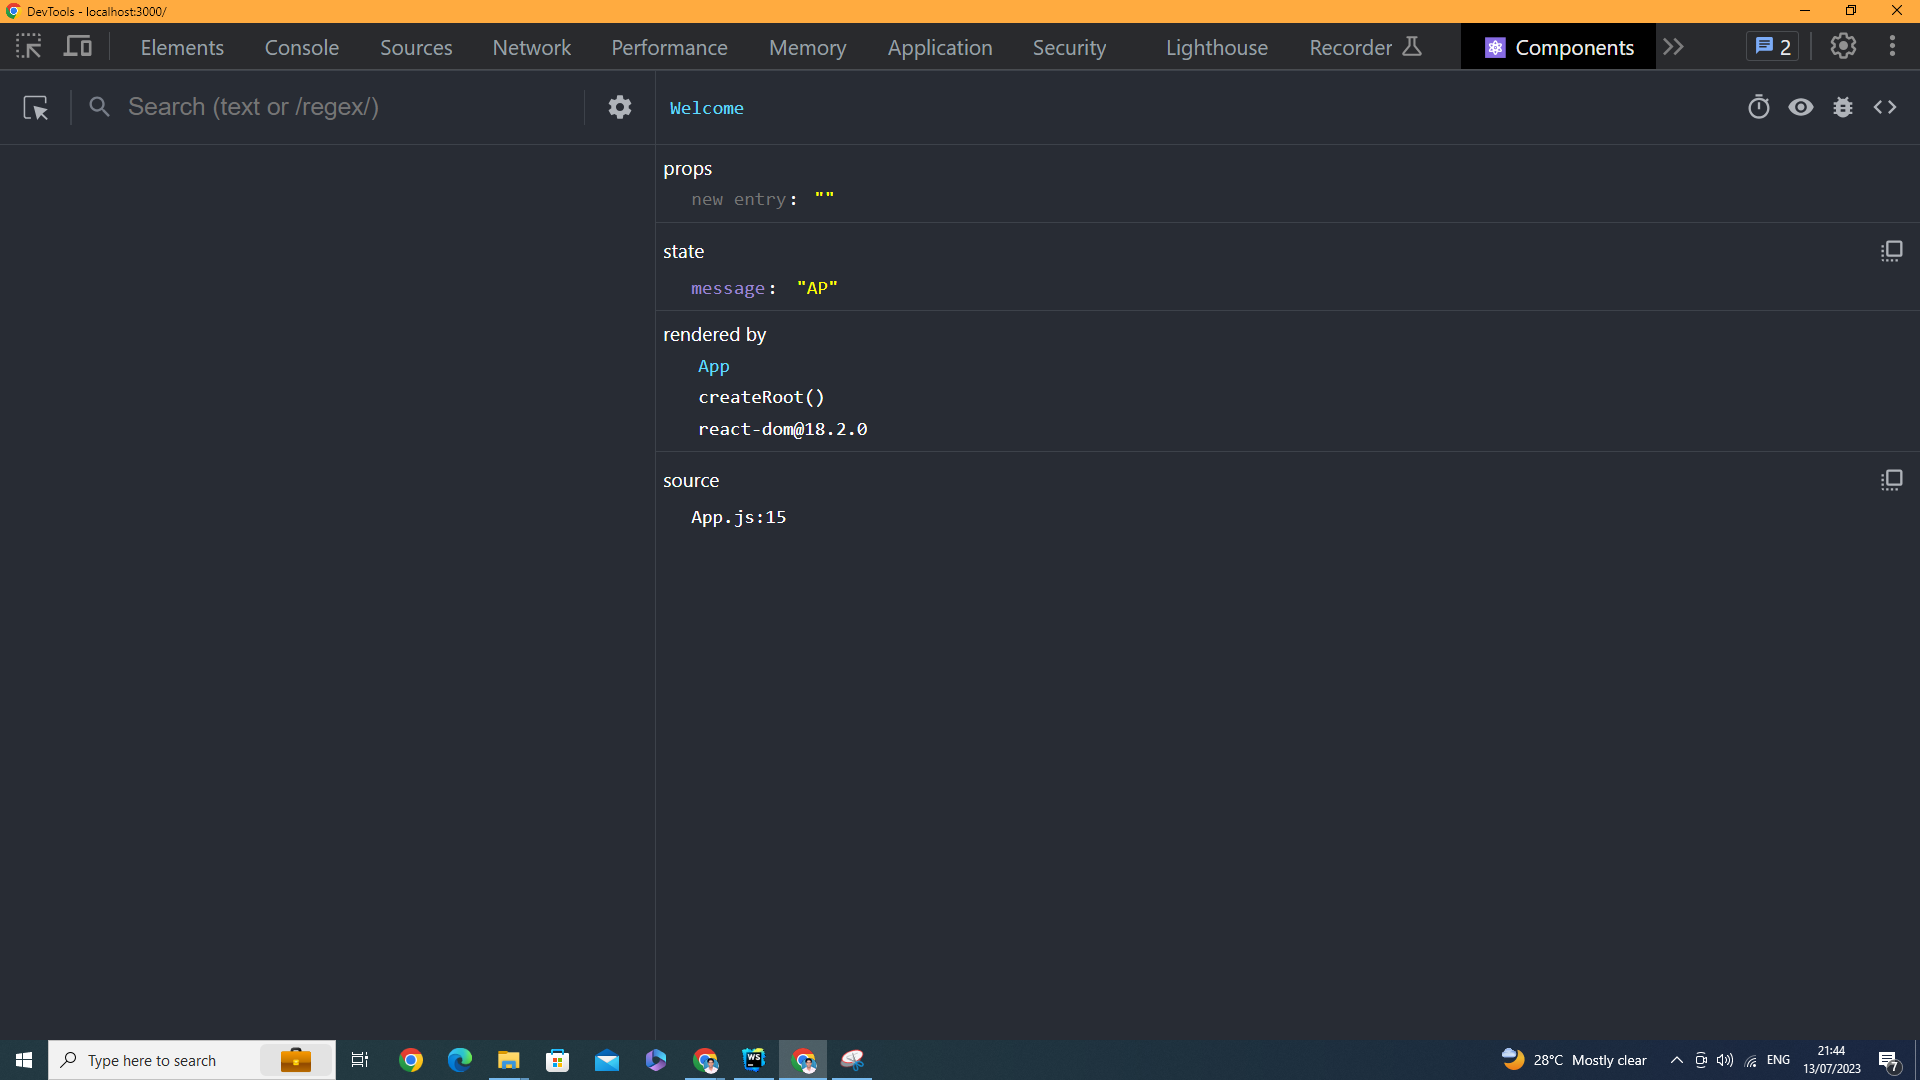 DevTools - localhost:3000/
Elements Console Sources Network Performance Memory Application Security Lighthouse Recorder Components 2
Search (text or /regex/)
Welcome
props
new entry: ""
state
message: "AP"
rendered by
App
createRoot()
react-dom@18.2.0
source
App.js:15
Type here to search
WS
28°C Mostly clear
ENG
21:44
13/07/2023
7